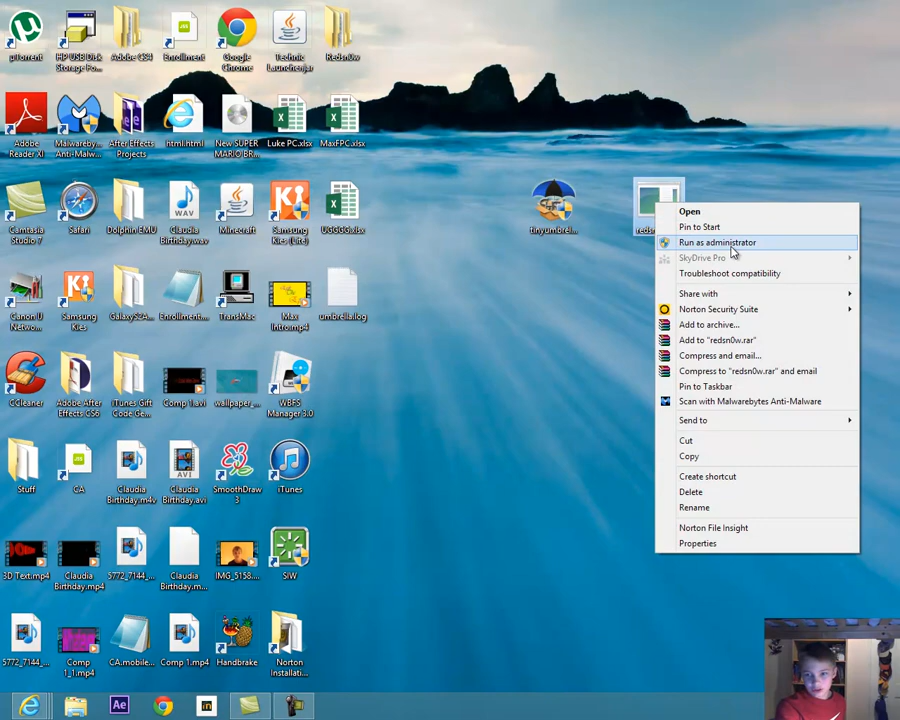 µTorrent
HP USB Disk
Storage Fo...
Adobe CS4
Enrollment
Google
Chrome
Technic
Launcher.jar
Redsn0w
Adobe
Reader XI
Malwareby...
Anti-Malw...
After Effects
Projects
html.html
New SUPER
MARIO BR...
Luke PC.xlsx
MaxFPC.xlsx
Camtasia
Studio 7
Safari
Dolphin EMU
WAV
Claudia
Birthday.wav
Minecraft
Samsung
Kies (Lite)
UGGGG.xlsx
tinyumbrel...
Canon IJ
Netwo...
Samsung
Kies
GalaxyS2A...
Enrollment...
TransMac
Max
Intro.mp4
umbrella.log
CCleaner
Adobe After
Effects CS6
iTunes Gift
Code Ge...
Comp 1.avi
wallpaper_...
WBFS
Manager 3.0
Stuff
CA
Claudia
Birthday.m4v
AVI
Claudia
Birthday.avi
SmoothDraw
3
iTunes
3D Text.mp4
Claudia
Birthday.mp4
5772_7144_...
Claudia
Birthday.m...
IMG_5158....
SIW
5772_7144_...
Comp
1_1.mp4
CA.mobile...
Comp 1.mp4
Handbrake
Norton
Installati...
Open
Pin to Start
Run as administrator
SkyDrive Pro
Troubleshoot compatibility
Share with
Norton Security Suite
Add to archive...
Add to "redsn0w.rar"
Compress and email...
Compress to "redsn0w.rar" and email
Pin to Taskbar
Scan with Malwarebytes Anti-Malware
Send to
Cut
Copy
Create shortcut
Delete
Rename
Norton File Insight
Properties
Ae